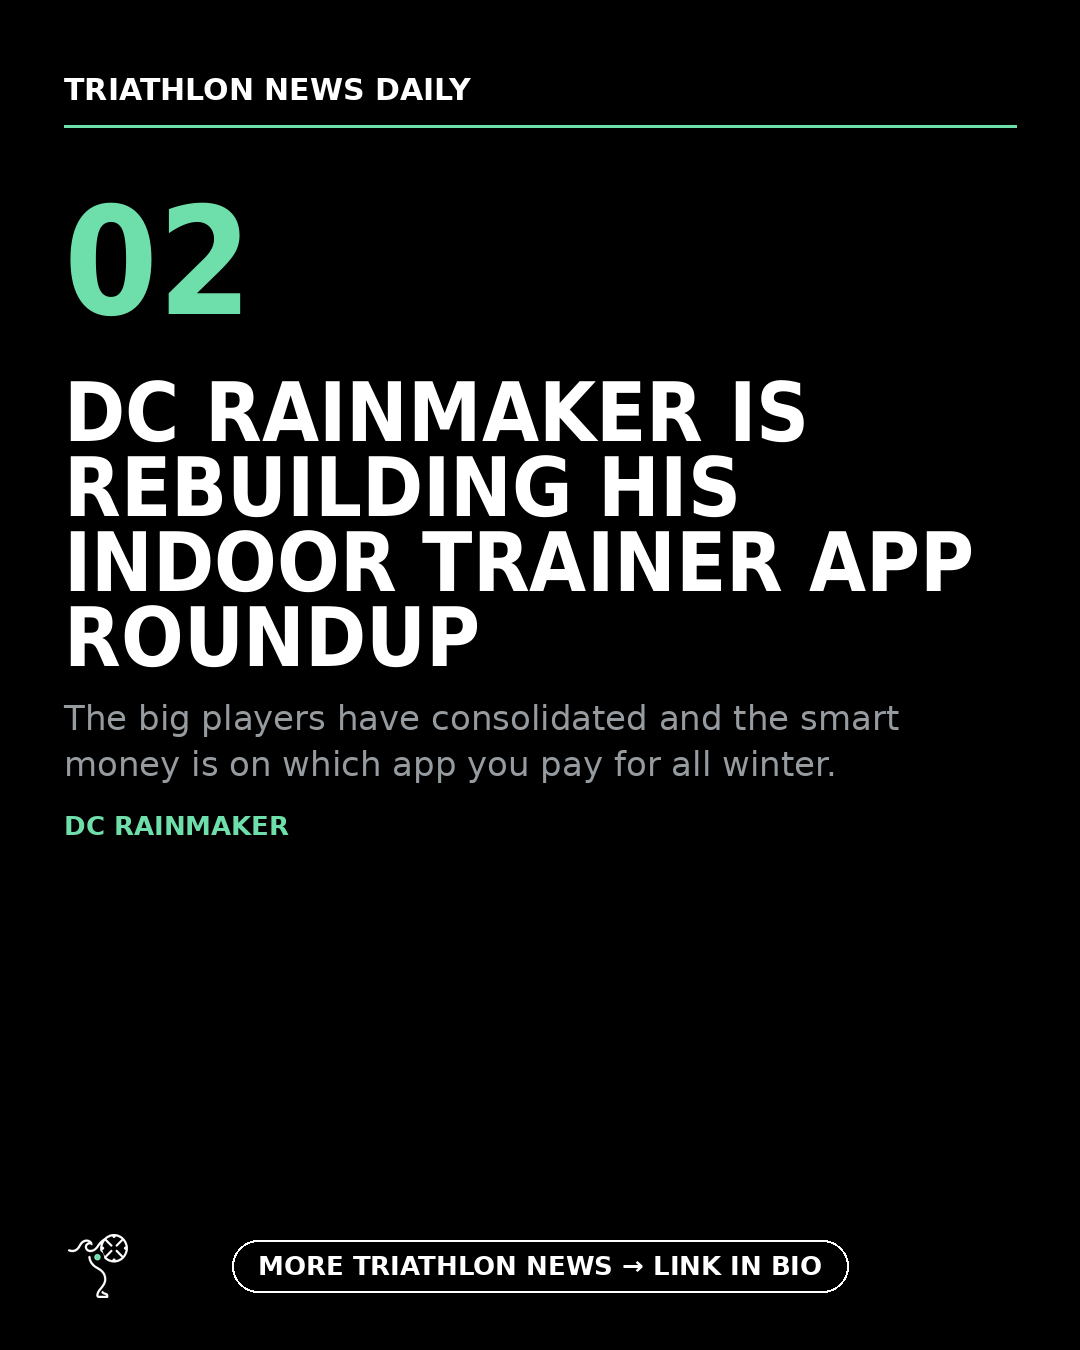 TRIATHLON NEWS DAILY
02
DC RAINMAKER IS
REBUILDING HIS
INDOOR TRAINER APP
ROUNDUP
The big players have consolidated and the smart
money is on which app you pay for all winter.
DC RAINMAKER
MORE TRIATHLON NEWS → LINK IN BIO